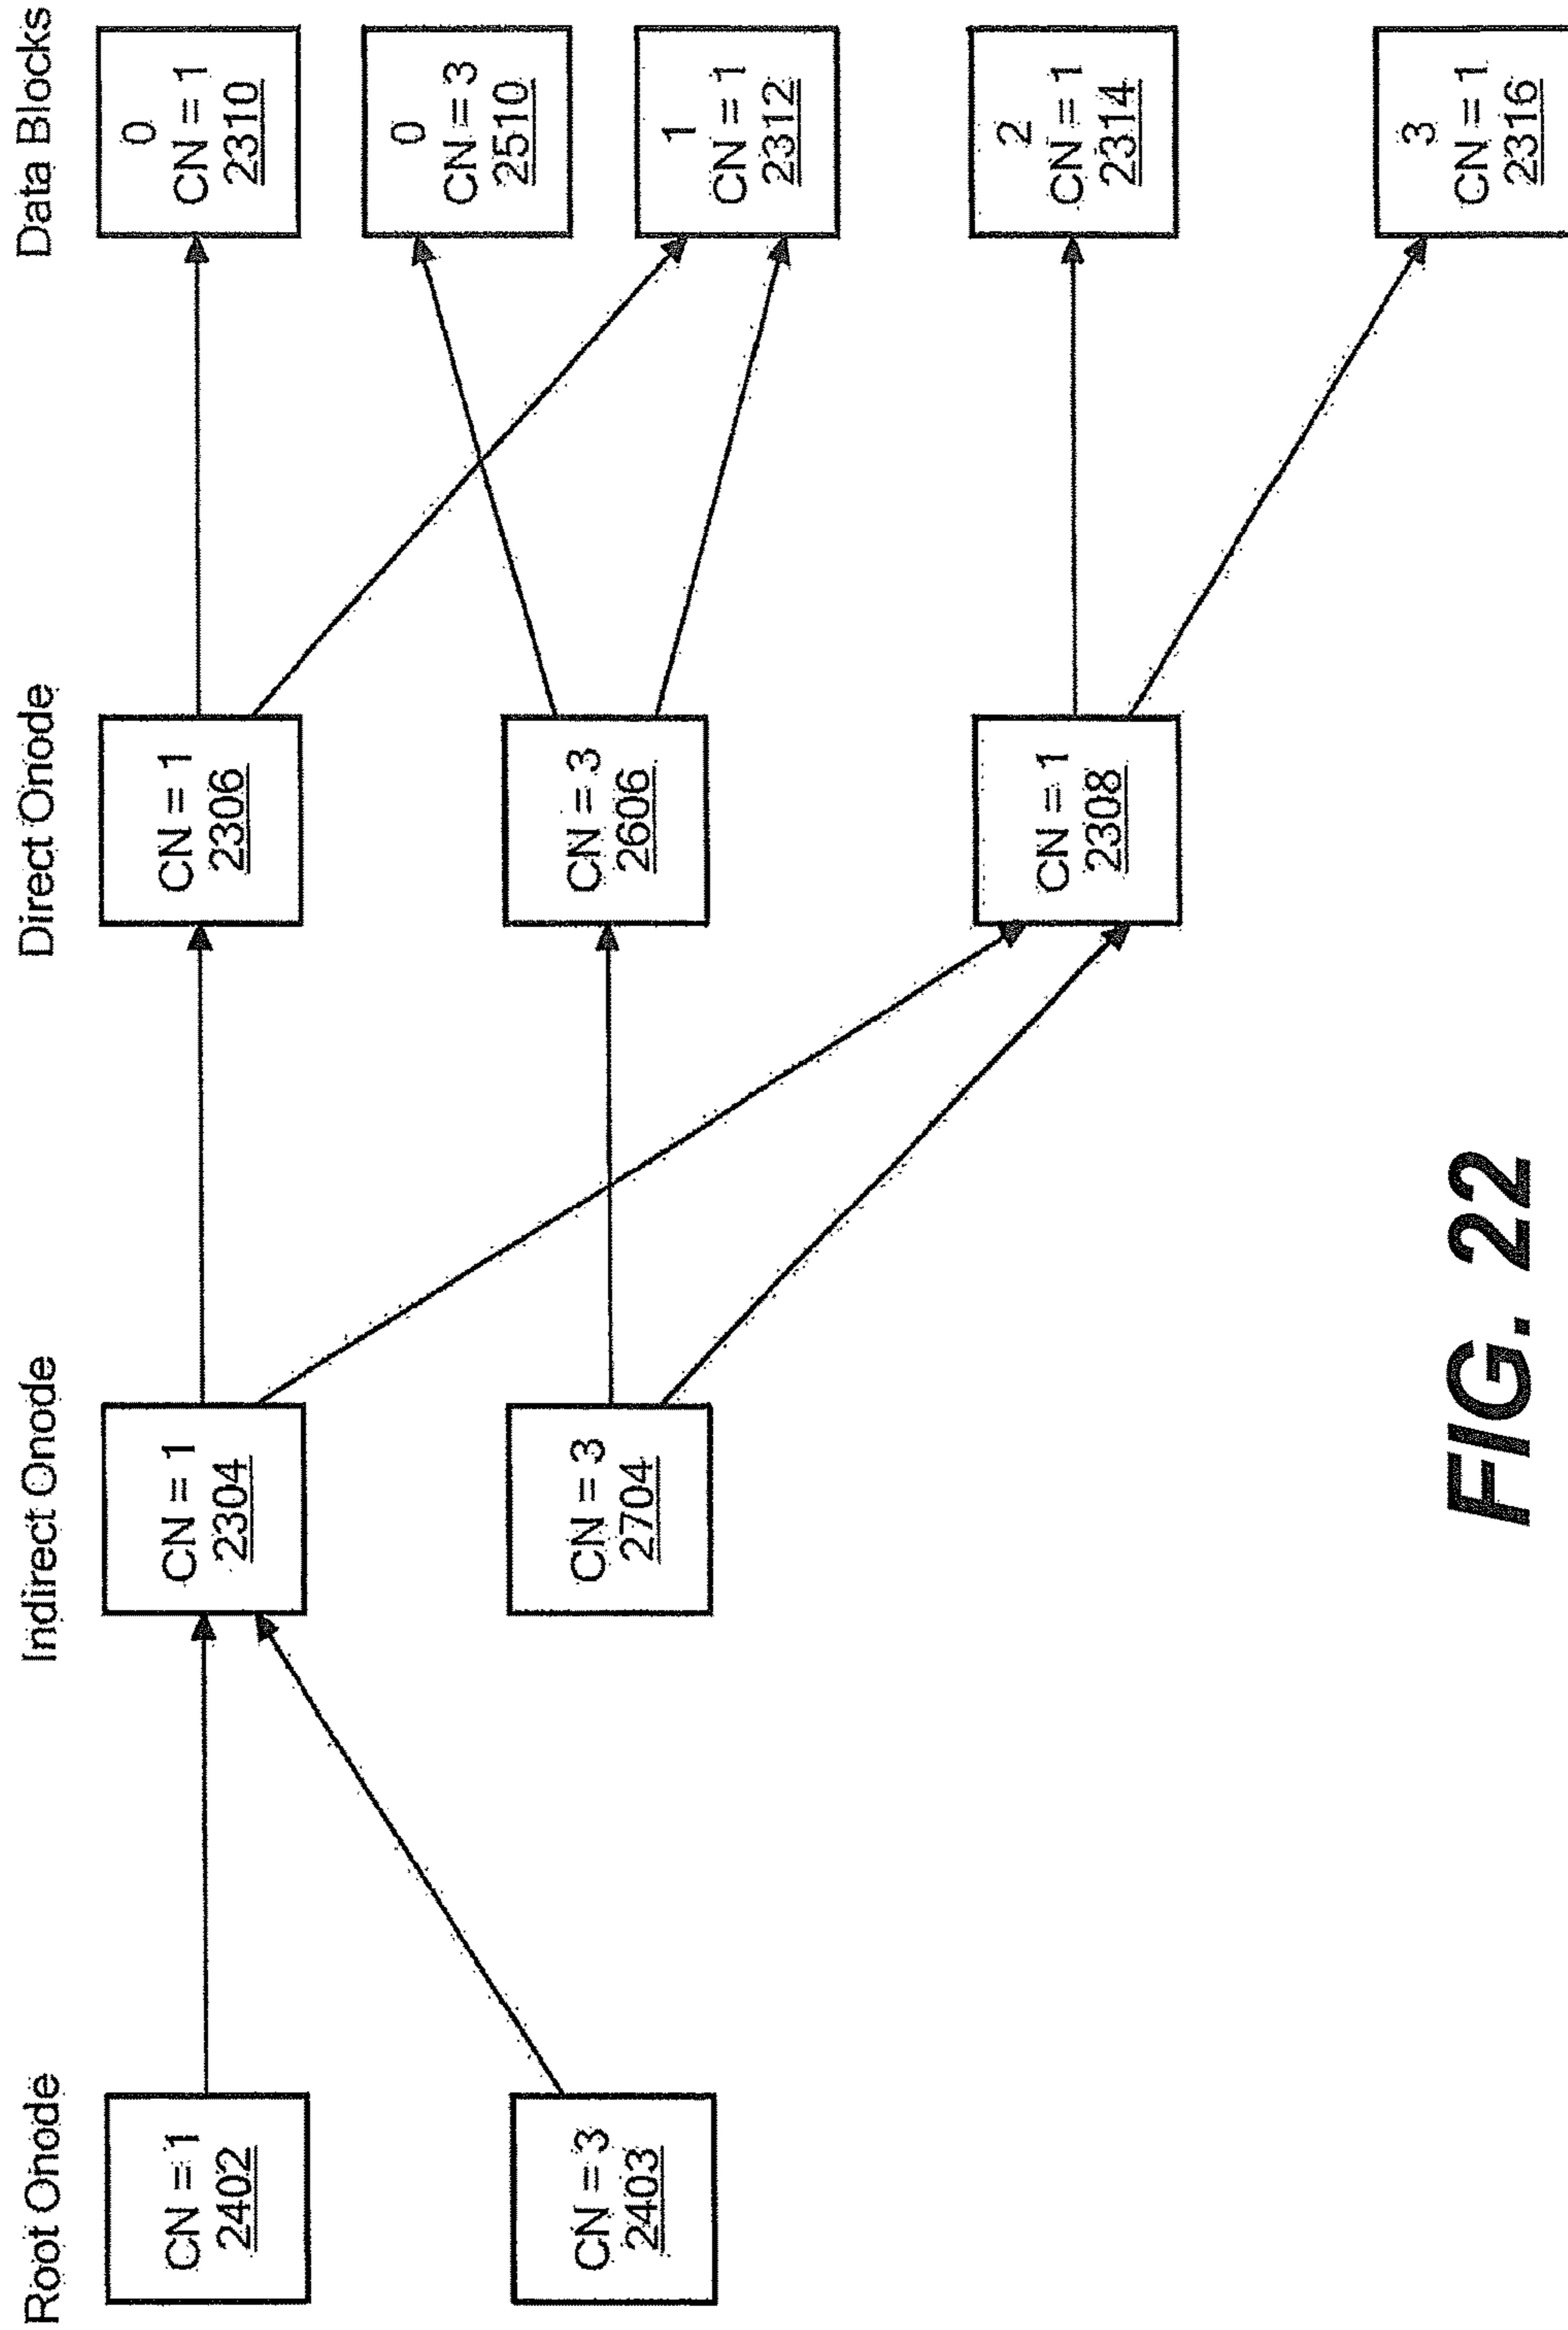 Root Onode
Indirect Onode
Direct Onode
Data Blocks
CN = 1
2402
CN = 3
2403
CN = 1
2304
CN = 3
2704
CN = 1
2306
CN = 3
2606
CN = 1
2308
0
CN = 1
2310
0
CN = 3
2510
1
CN = 1
2312
2
CN = 1
2314
3
CN = 1
2316
FIG. 22